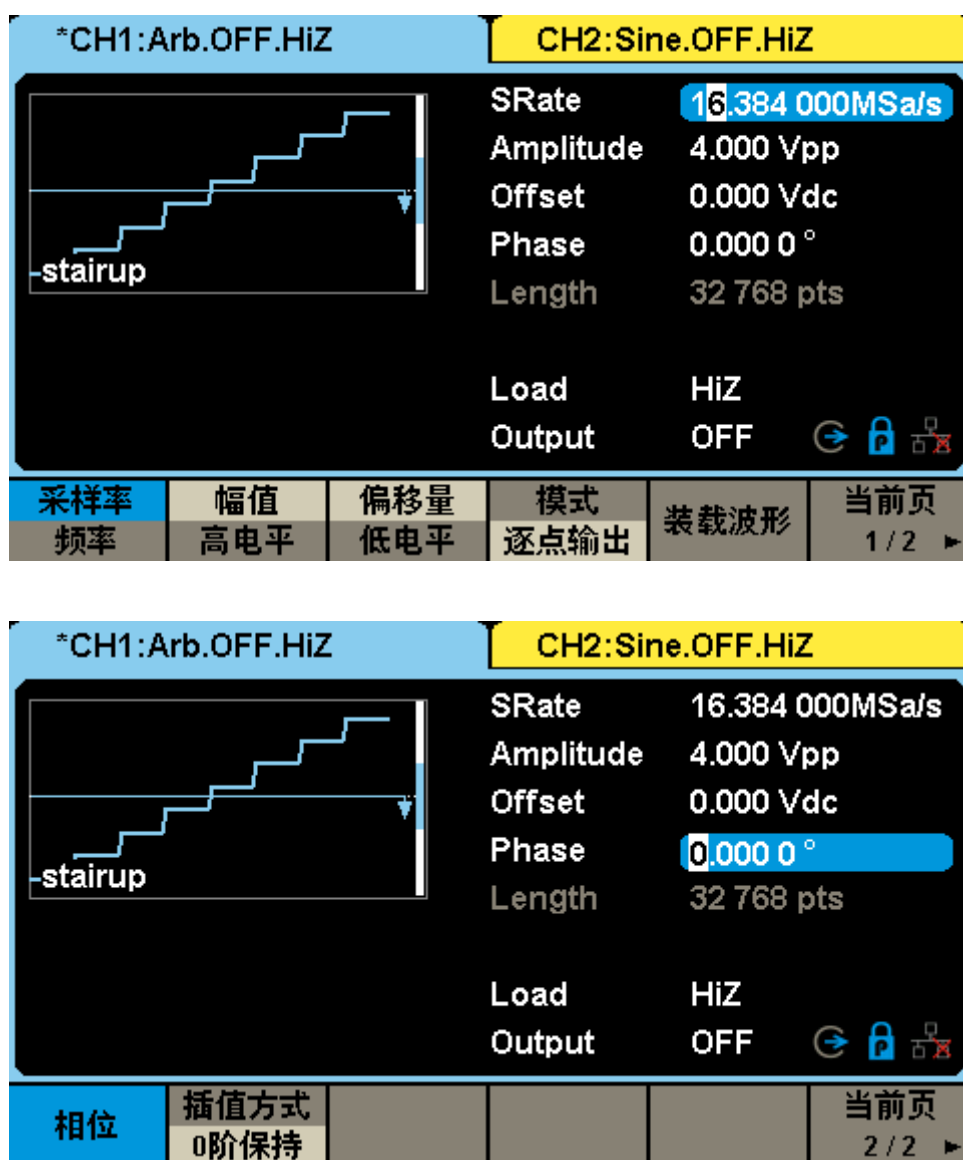 *CH1:Arb.OFF.HiZ
CH2:Sine.OFF.HiZ
SRate 16.384 000MSa/s
Amplitude 4.000 Vpp
Offset 0.000 Vdc
Phase 0.000 0 °
stairup
Length 32 768 pts
Load HiZ
Output OFF
P
采样率 幅值 偏移量 模式 装载波形 当前页
频率 高电平 低电平 逐点输出 1/2 ►
*CH1:Arb.OFF.HiZ
CH2:Sine.OFF.HiZ
SRate 16.384 000MSa/s
Amplitude 4.000 Vpp
Offset 0.000 Vdc
Phase 0.000 0 °
stairup
Length 32 768 pts
Load HiZ
Output OFF
P
相位 插值方式 当前页
0阶保持 2/2 ►